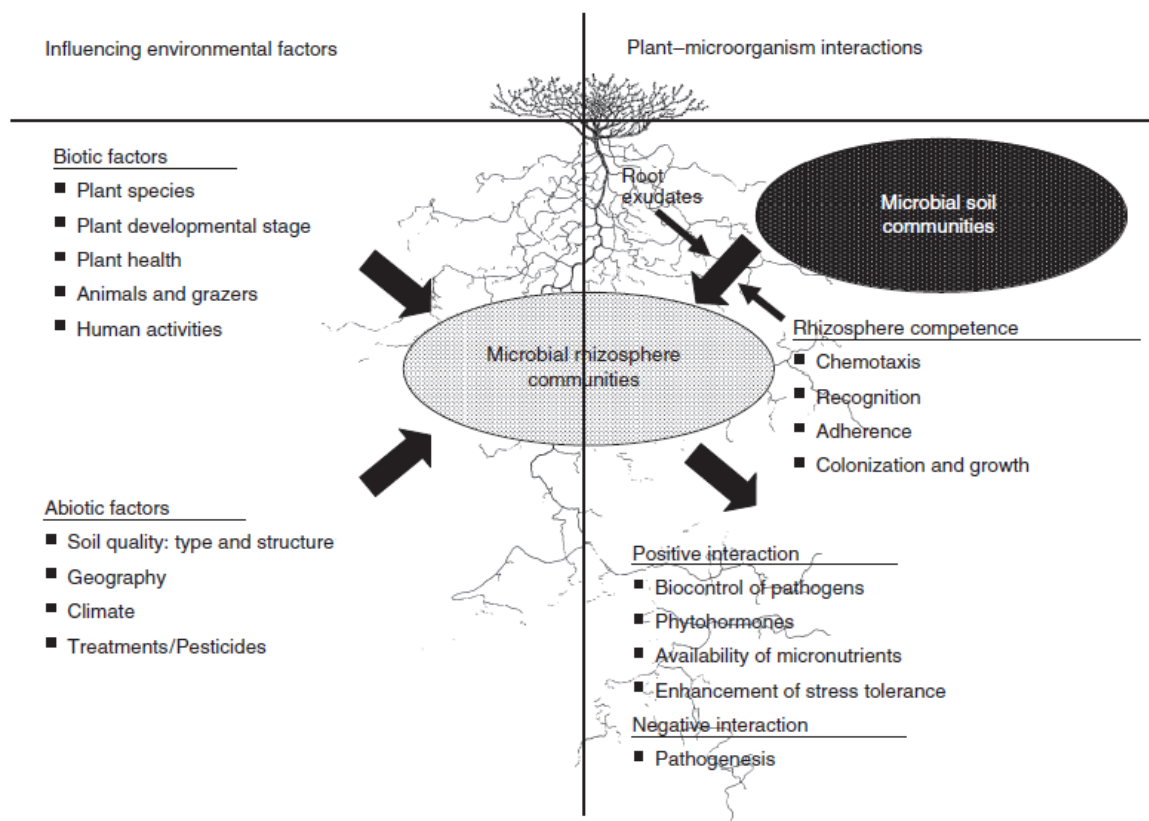 Influencing environmental factors
Plant–microorganism interactions
Biotic factors
Plant species
Plant developmental stage
Plant health
Animals and grazers
Human activities
Root
exudates
Microbial soil
communities
Microbial rhizosphere
communities
Rhizosphere competence
Chemotaxis
Recognition
Adherence
Colonization and growth
Abiotic factors
Soil quality: type and structure
Geography
Climate
Treatments/Pesticides
Positive interaction
Biocontrol of pathogens
Phytohormones
Availability of micronutrients
Enhancement of stress tolerance
Negative interaction
Pathogenesis